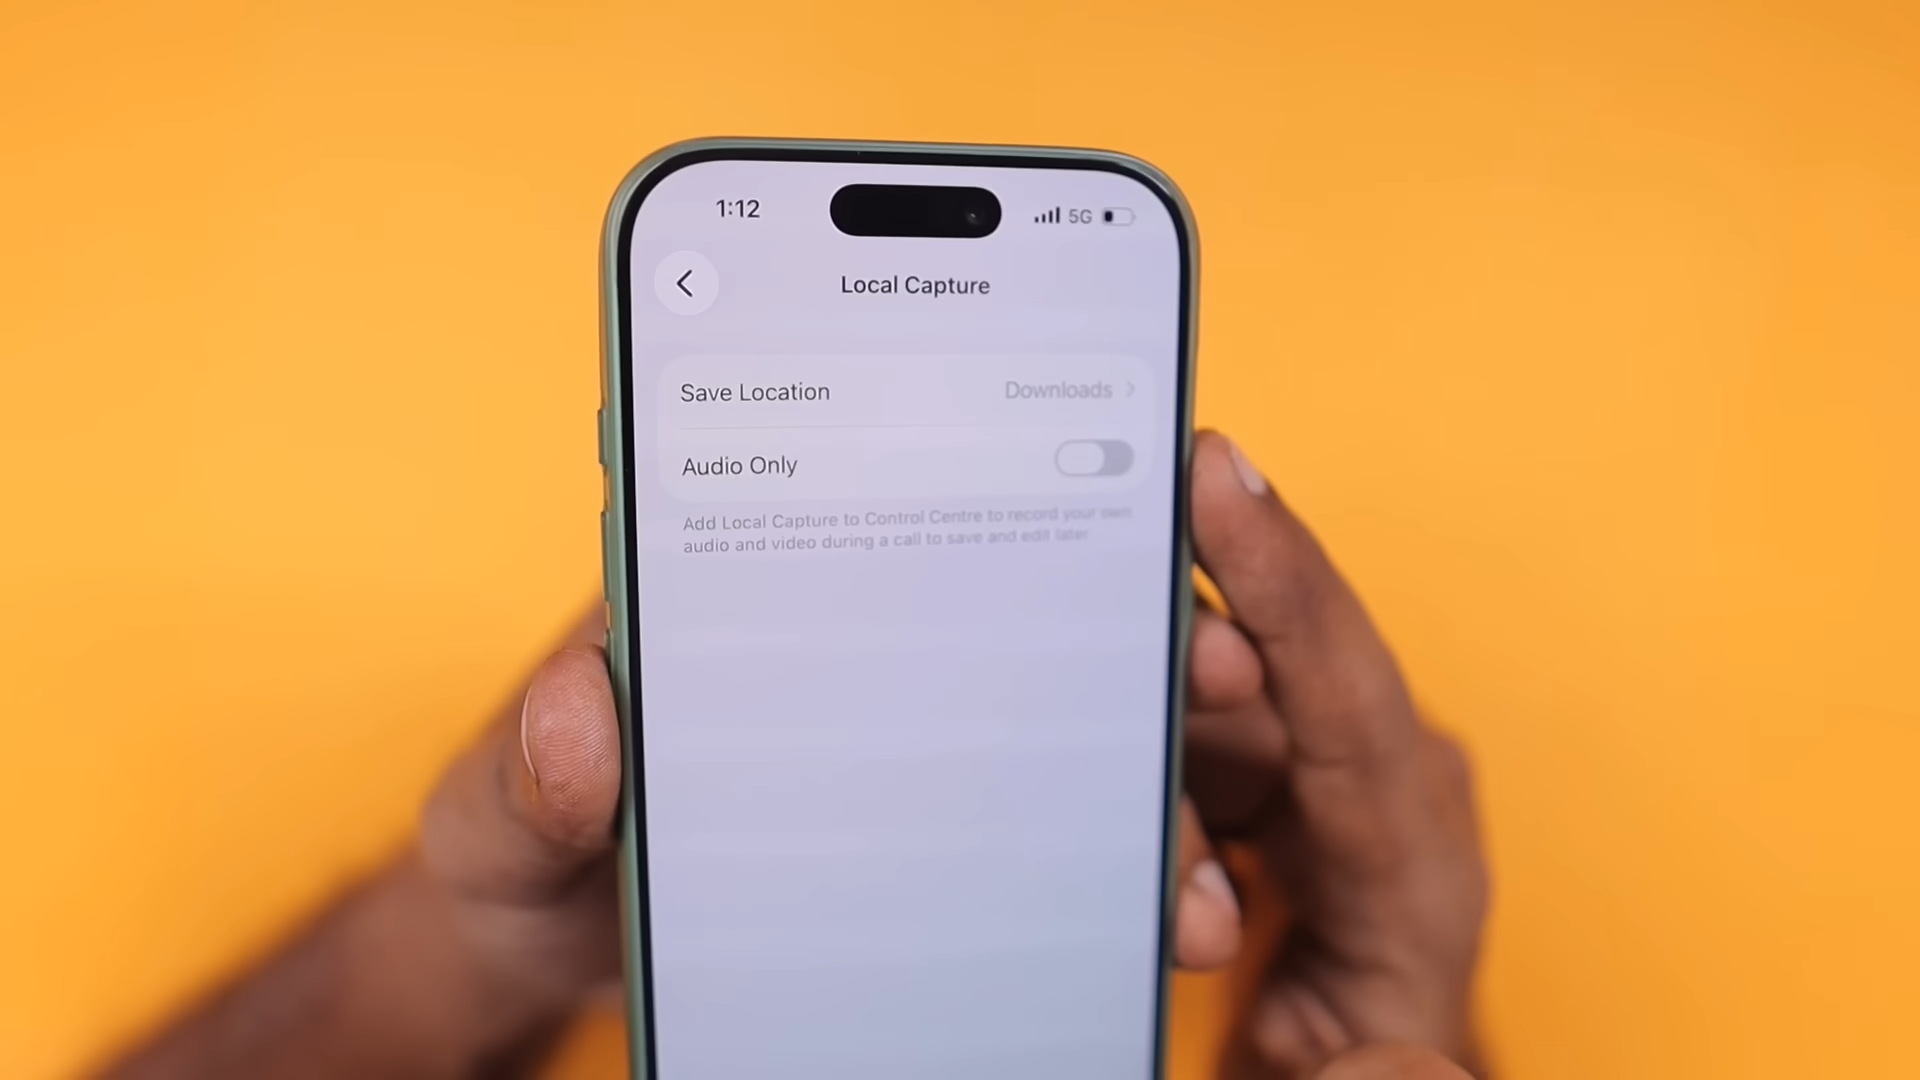 1:12
5G
Local Capture
Save Location
Downloads
Audio Only
Add Local Capture to Control Centre to record your own
audio and video during a call to save and edit later